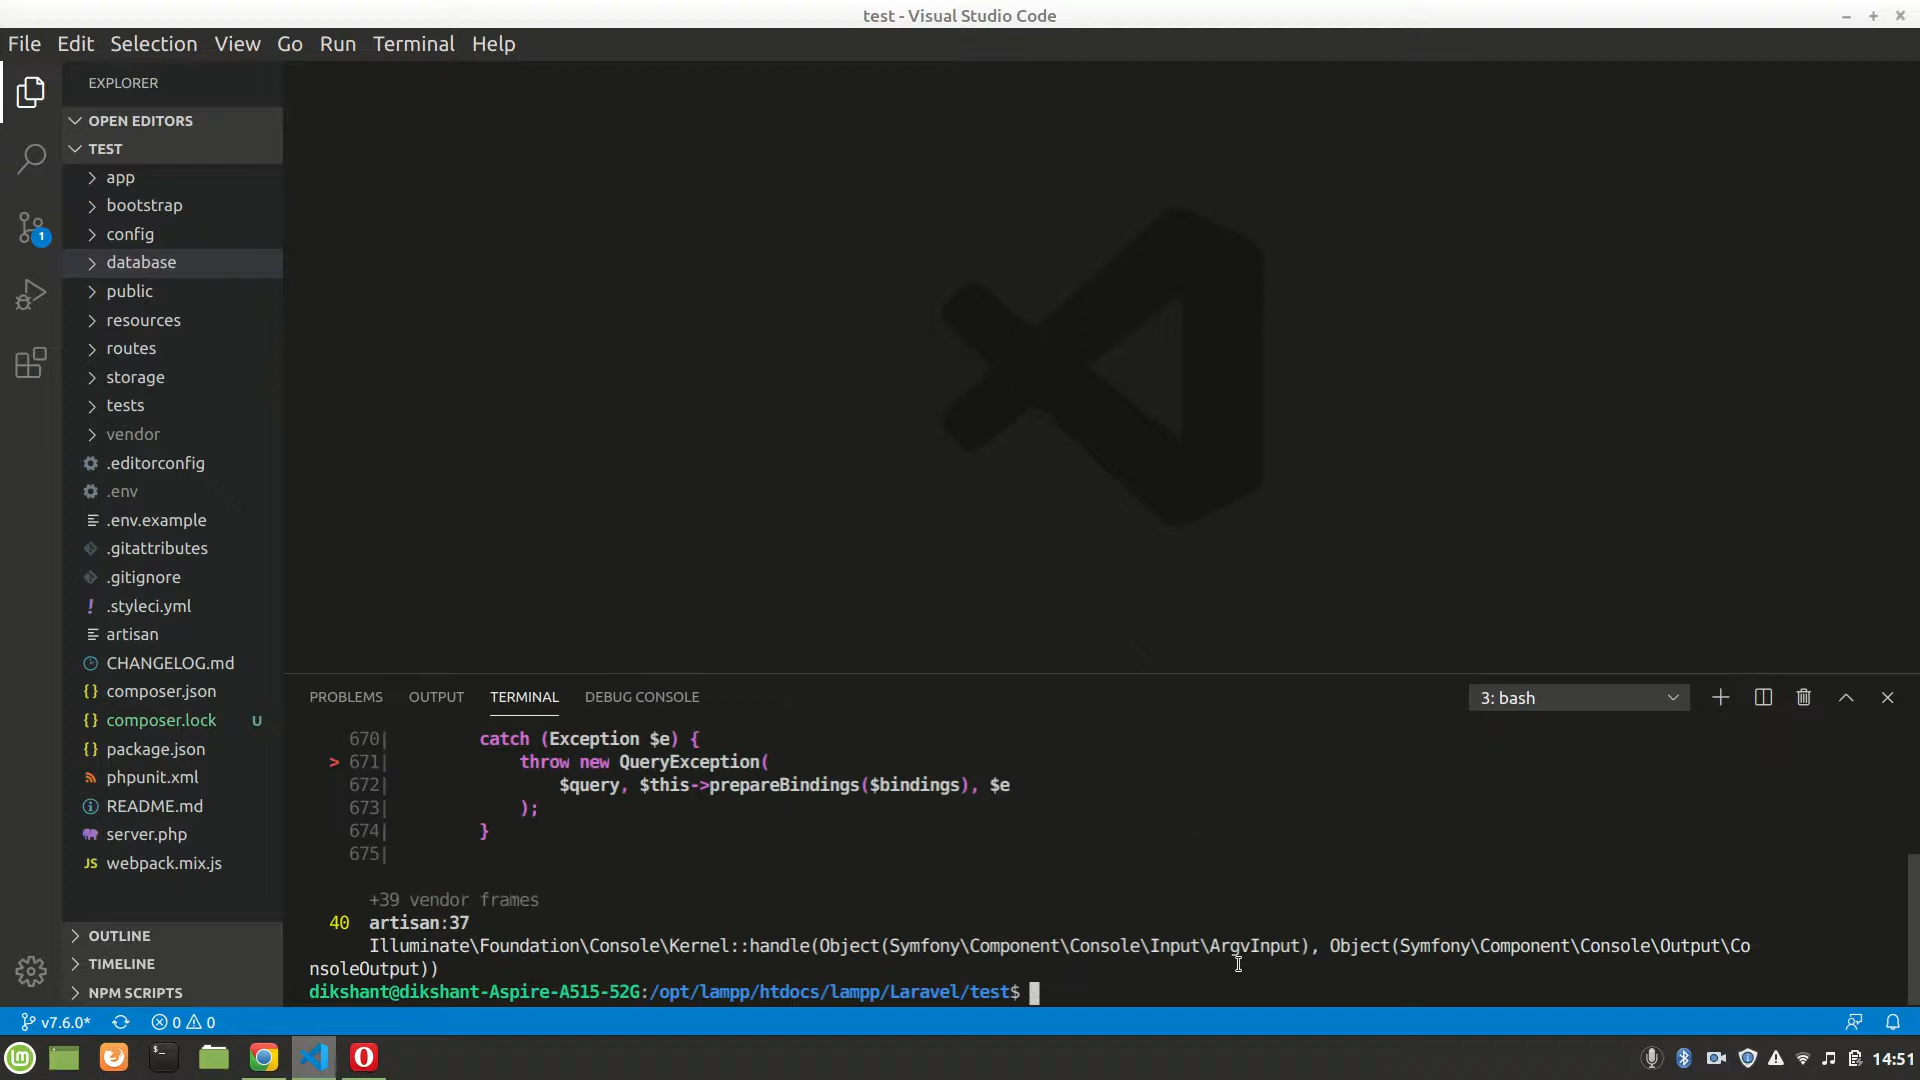 test - Visual Studio Code
File Edit Selection View Go Run Terminal Help
EXPLORER
OPEN EDITORS
TEST
app
bootstrap
config
database
public
resources
routes
storage
tests
vendor
.editorconfig
.env
.env.example
.gitattributes
.gitignore
! .styleci.yml
artisan
CHANGELOG.md
{} composer.json
{} composer.lock U
{} package.json
phpunit.xml
README.md
server.php
JS webpack.mix.js
OUTLINE
TIMELINE
NPM SCRIPTS
1
PROBLEMS OUTPUT TERMINAL DEBUG CONSOLE 3: bash
670| catch (Exception $e) {
> 671| throw new QueryException(
672| $query, $this->prepareBindings($bindings), $e
673| );
674| }
675|
+39 vendor frames
40 artisan:37
Illuminate\Foundation\Console\Kernel::handle(Object(Symfony\Component\Console\Input\ArgvInput), Object(Symfony\Component\Console\Output\Co
nsoleOutput))
dikshant@dikshant-Aspire-A515-52G:/opt/lampp/htdocs/lampp/Laravel/test$
v7.6.0* 0 0
14:51